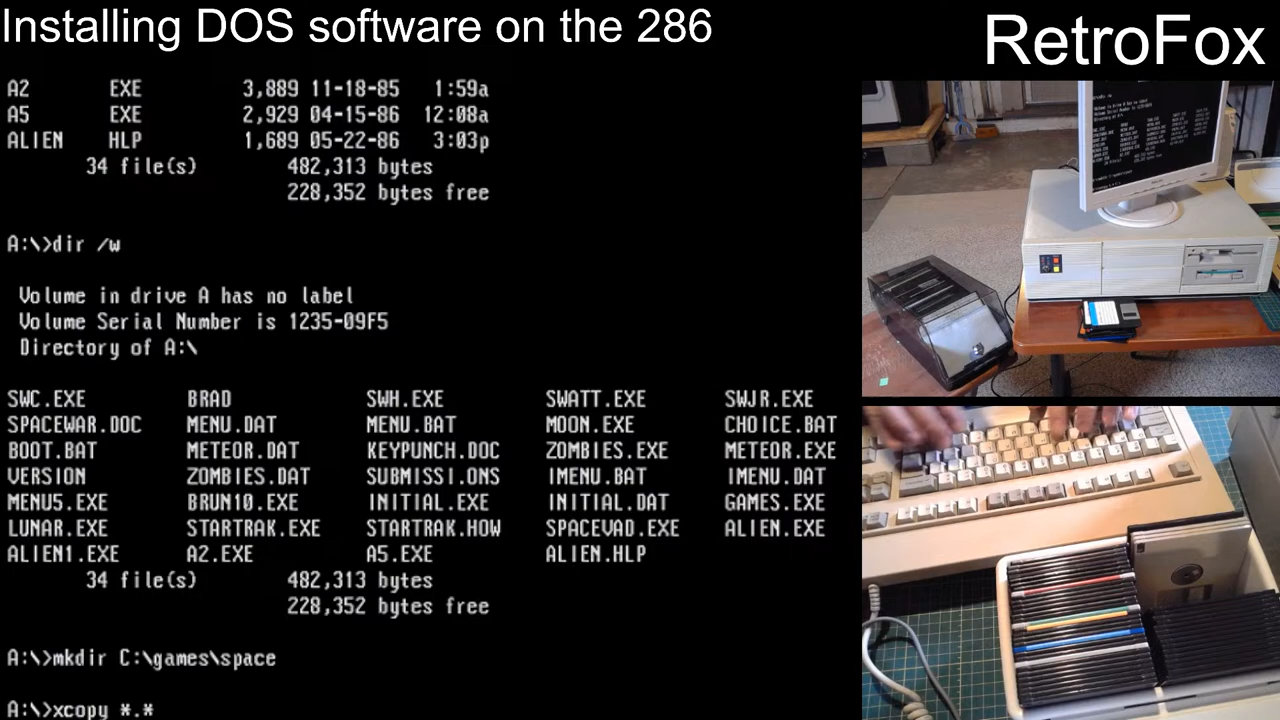 Installing DOS software on the 286
RetroFox
A2 EXE 3,889 11-18-85 1:59a
A5 EXE 2,929 04-15-86 12:08a
ALIEN HLP 1,689 05-22-86 3:03p
34 file(s) 482,313 bytes
228,352 bytes free
A:\>dir /w
Volume in drive A has no label
Volume Serial Number is 1235-09F5
Directory of A:\
SWC.EXE BRAD SWH.EXE SWATT.EXE SWJR.EXE
SPACEWAR.DOC MENU.DAT MENU.BAT MOON.EXE CHOICE.BAT
BOOT.BAT METEOR.DAT KEYPUNCH.DOC ZOMBIES.EXE METEOR.EXE
VERSION ZOMBIES.DAT SUBMISSI.ONS IMENU.BAT IMENU.DAT
MENU5.EXE BRUN10.EXE INITIAL.EXE INITIAL.DAT GAMES.EXE
LUNAR.EXE STARTRAK.EXE STARTRAK.HOW SPACEVAD.EXE ALIEN.EXE
ALIEN1.EXE A2.EXE A5.EXE ALIEN.HLP
34 file(s) 482,313 bytes
228,352 bytes free
A:\>mkdir C:\games\space
A:\>xcopy *.*